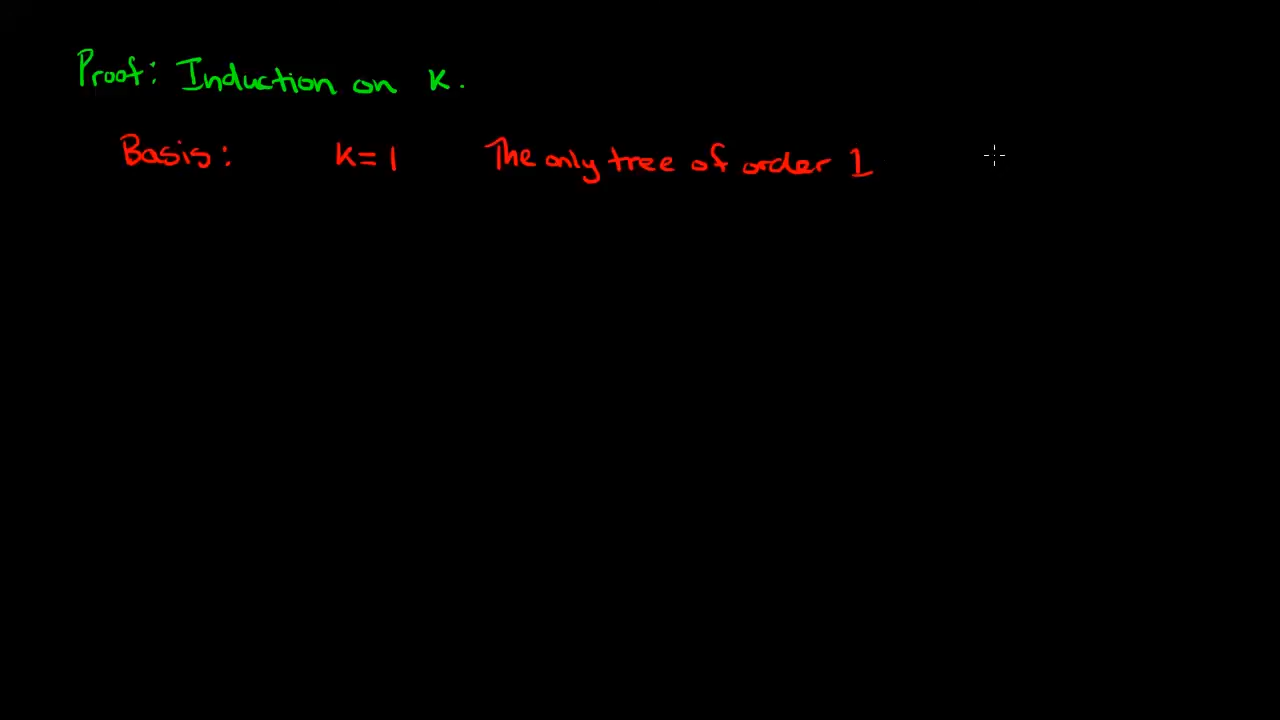 Proof: Induction on k.
Basis: k=1 The only tree of order 1